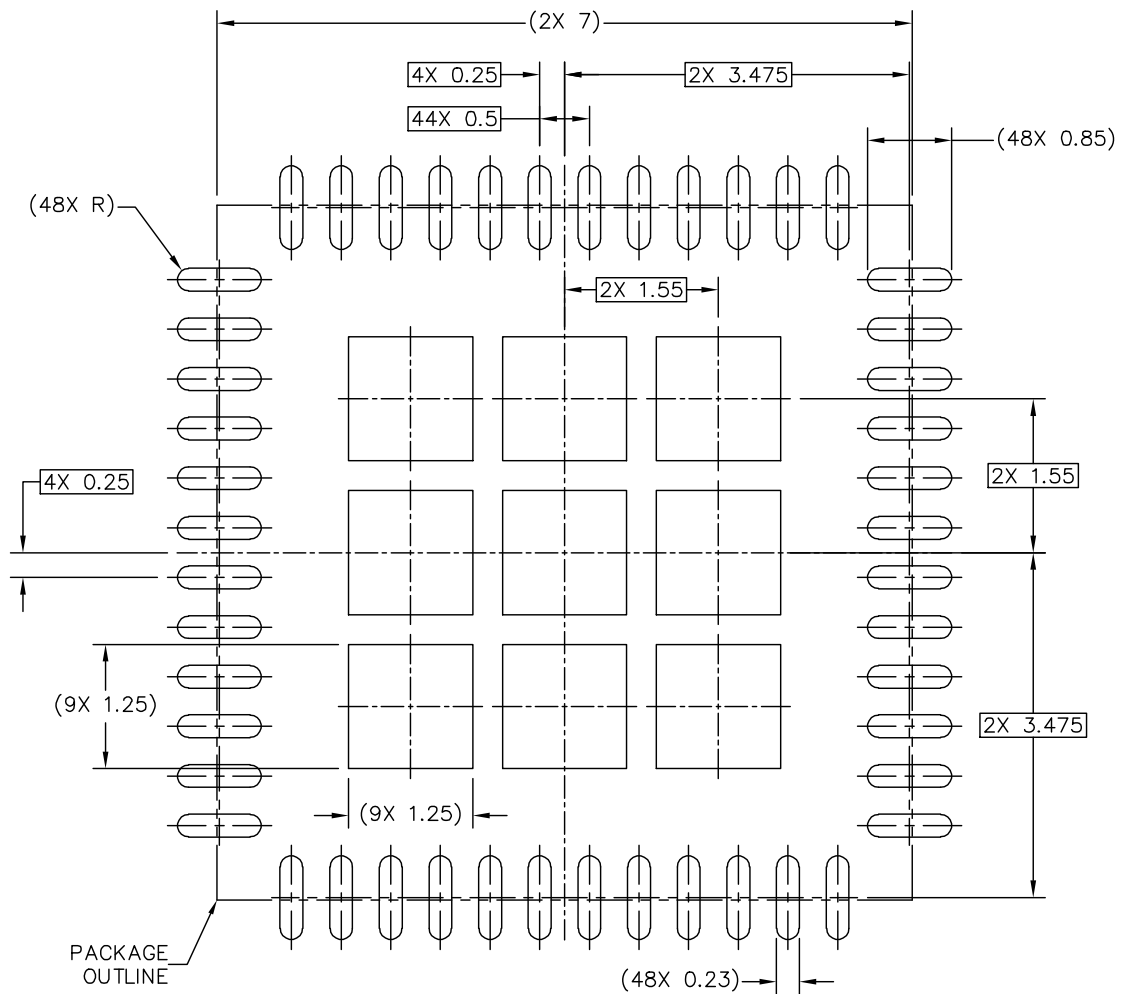 (2X 7)
4X 0.25
2X 3.475
44X 0.5
(48X 0.85)
(48X R)
2X 1.55
4X 0.25
2X 1.55
(9X 1.25)
2X 3.475
(9X 1.25)
PACKAGE
OUTLINE
(48X 0.23)